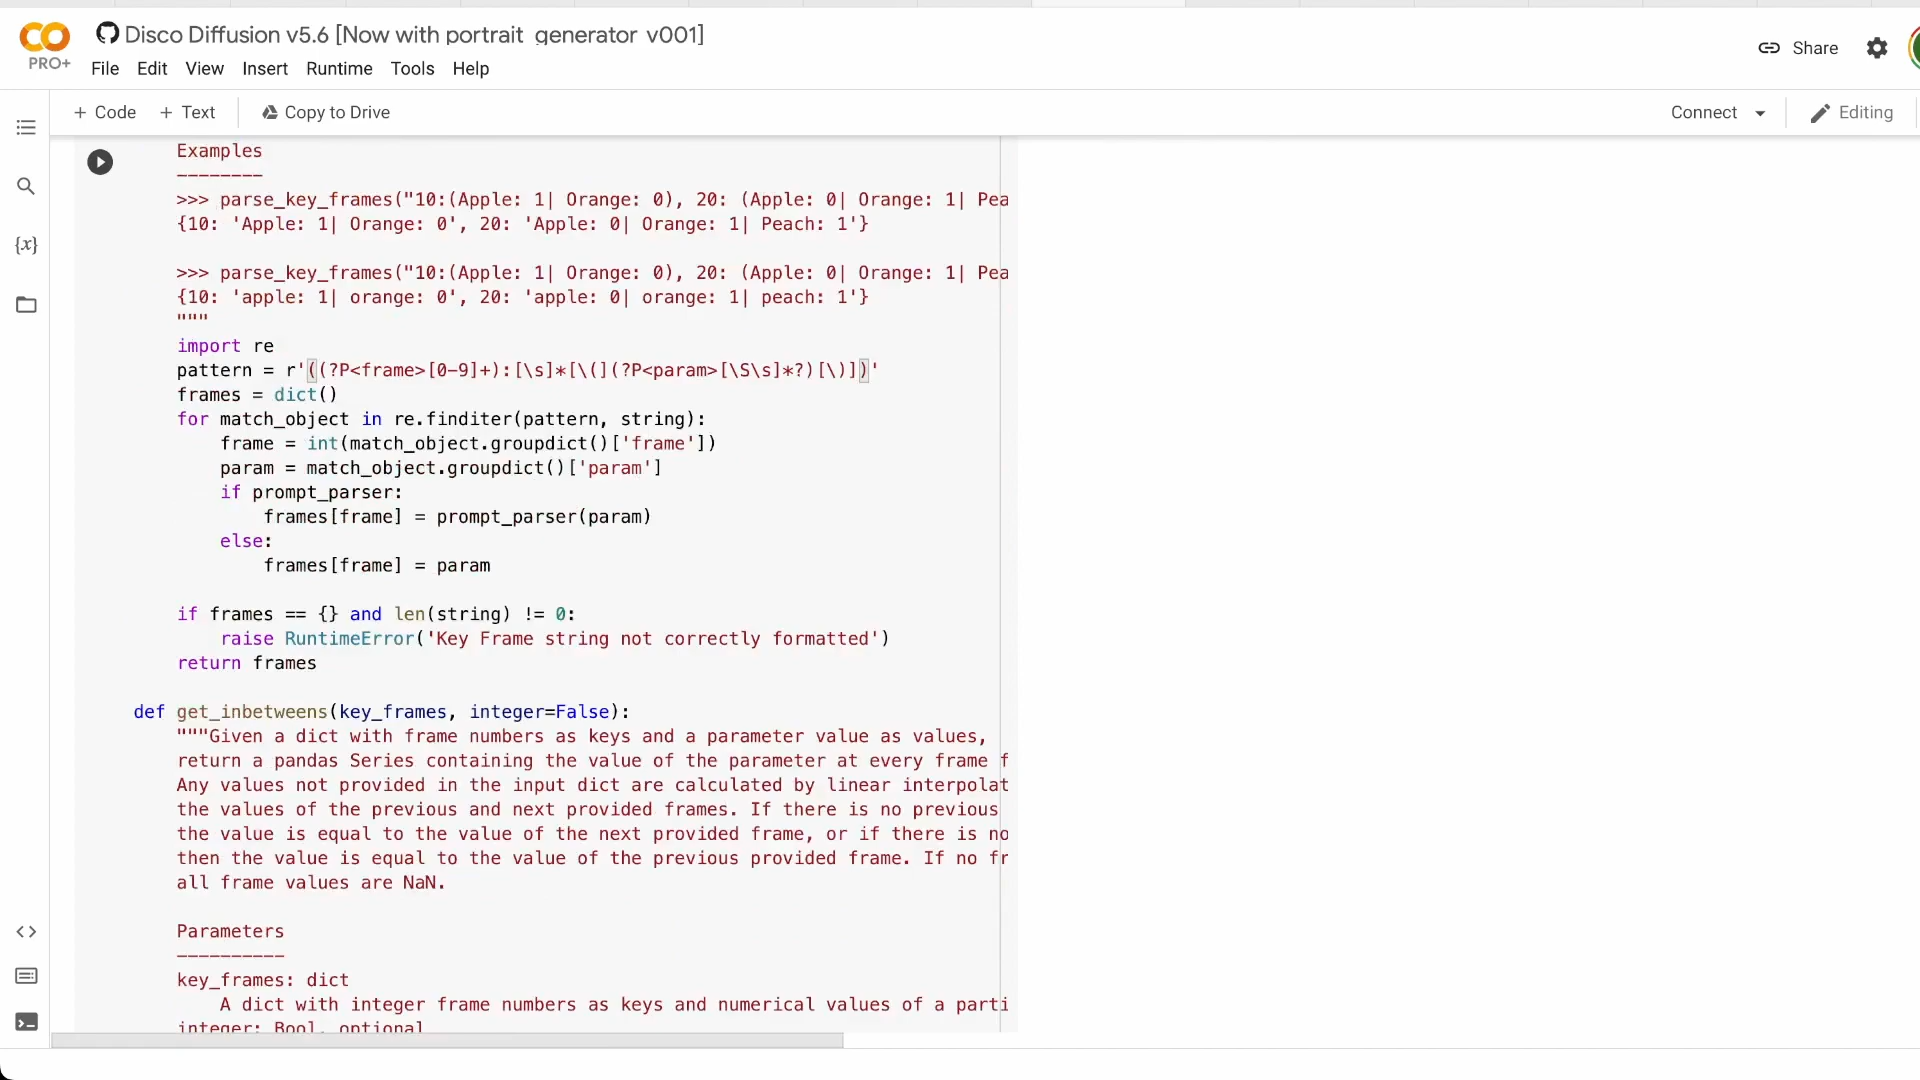 Disco Diffusion v5.6 [Now with portrait_generator_v001]
PRO+
File Edit View Insert Runtime Tools Help
Share
+ Code + Text Copy to Drive
Connect
Editing
Examples
--------
>>> parse_key_frames("10:(Apple: 1| Orange: 0), 20: (Apple: 0| Orange: 1| Pea
{10: 'Apple: 1| Orange: 0', 20: 'Apple: 0| Orange: 1| Peach: 1'}
>>> parse_key_frames("10:(Apple: 1| Orange: 0), 20: (Apple: 0| Orange: 1| Pea
{10: 'apple: 1| orange: 0', 20: 'apple: 0| orange: 1| peach: 1'}
"""
import re
pattern = r'((?P<frame>[0-9]+):[\s]*[\(](?P<param>[\S\s]*?)[\)])'
frames = dict()
for match_object in re.finditer(pattern, string):
frame = int(match_object.groupdict()['frame'])
param = match_object.groupdict()['param']
if prompt_parser:
frames[frame] = prompt_parser(param)
else:
frames[frame] = param
if frames == {} and len(string) != 0:
raise RuntimeError('Key Frame string not correctly formatted')
return frames
def get_inbetweens(key_frames, integer=False):
"""Given a dict with frame numbers as keys and a parameter value as values,
return a pandas Series containing the value of the parameter at every frame f
Any values not provided in the input dict are calculated by linear interpolat
the values of the previous and next provided frames. If there is no previous
the value is equal to the value of the next provided frame, or if there is no
then the value is equal to the value of the previous provided frame. If no fr
all frame values are NaN.
Parameters
----------
key_frames: dict
A dict with integer frame numbers as keys and numerical values of a parti
integer: Bool, optional
{x}